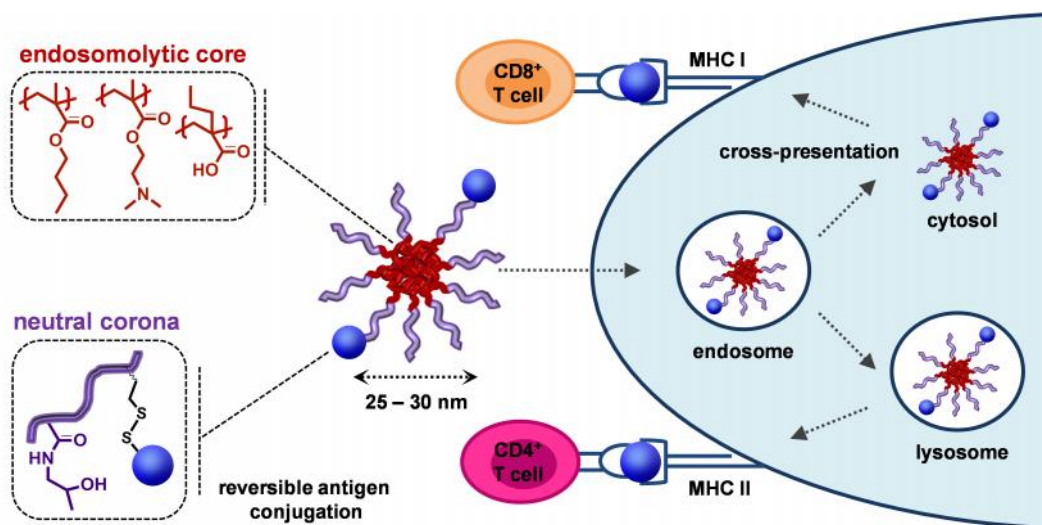 endosomolytic core
O
O
O
O
N
O
HO
neutral corona
O
HN
OH
S
S
reversible antigen
conjugation
25 – 30 nm
CD8⁺
T cell
MHC I
cross-presentation
cytosol
endosome
lysosome
CD4⁺
T cell
MHC II